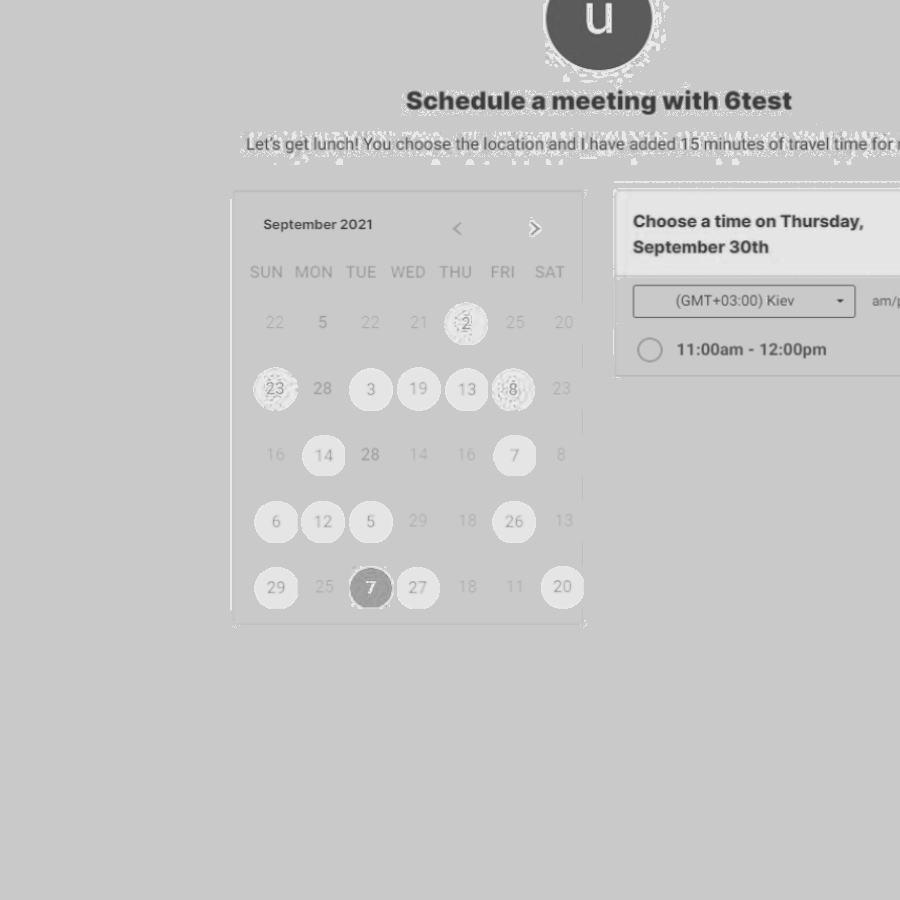 u
Schedule a meeting with 6test
Let's get lunch! You choose the location and I have added 15 minutes of travel time for
September 2021
SUN MON TUE WED THU FRI SAT
22 5 22 21 2 25 20
23 28 3 19 13 8 23
16 14 28 14 16 7 8
6 12 5 29 18 26 13
29 25 7 27 18 11 20
Choose a time on Thursday,
September 30th
(GMT+03:00) Kiev am/p
11:00am - 12:00pm